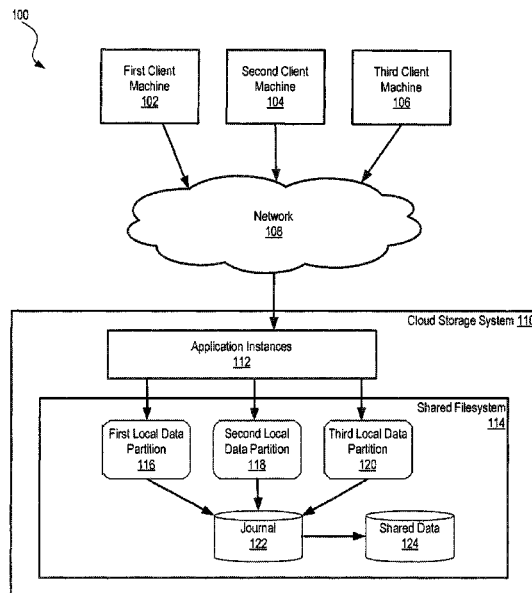 100
First Client
Machine
102
Second Client
Machine
104
Third Client
Machine
106
Network
108
Cloud Storage System 110
Application Instances
112
Shared Filesystem
114
First Local Data
Partition
116
Second Local
Data Partition
118
Third Local Data
Partition
120
Journal
122
Shared Data
124